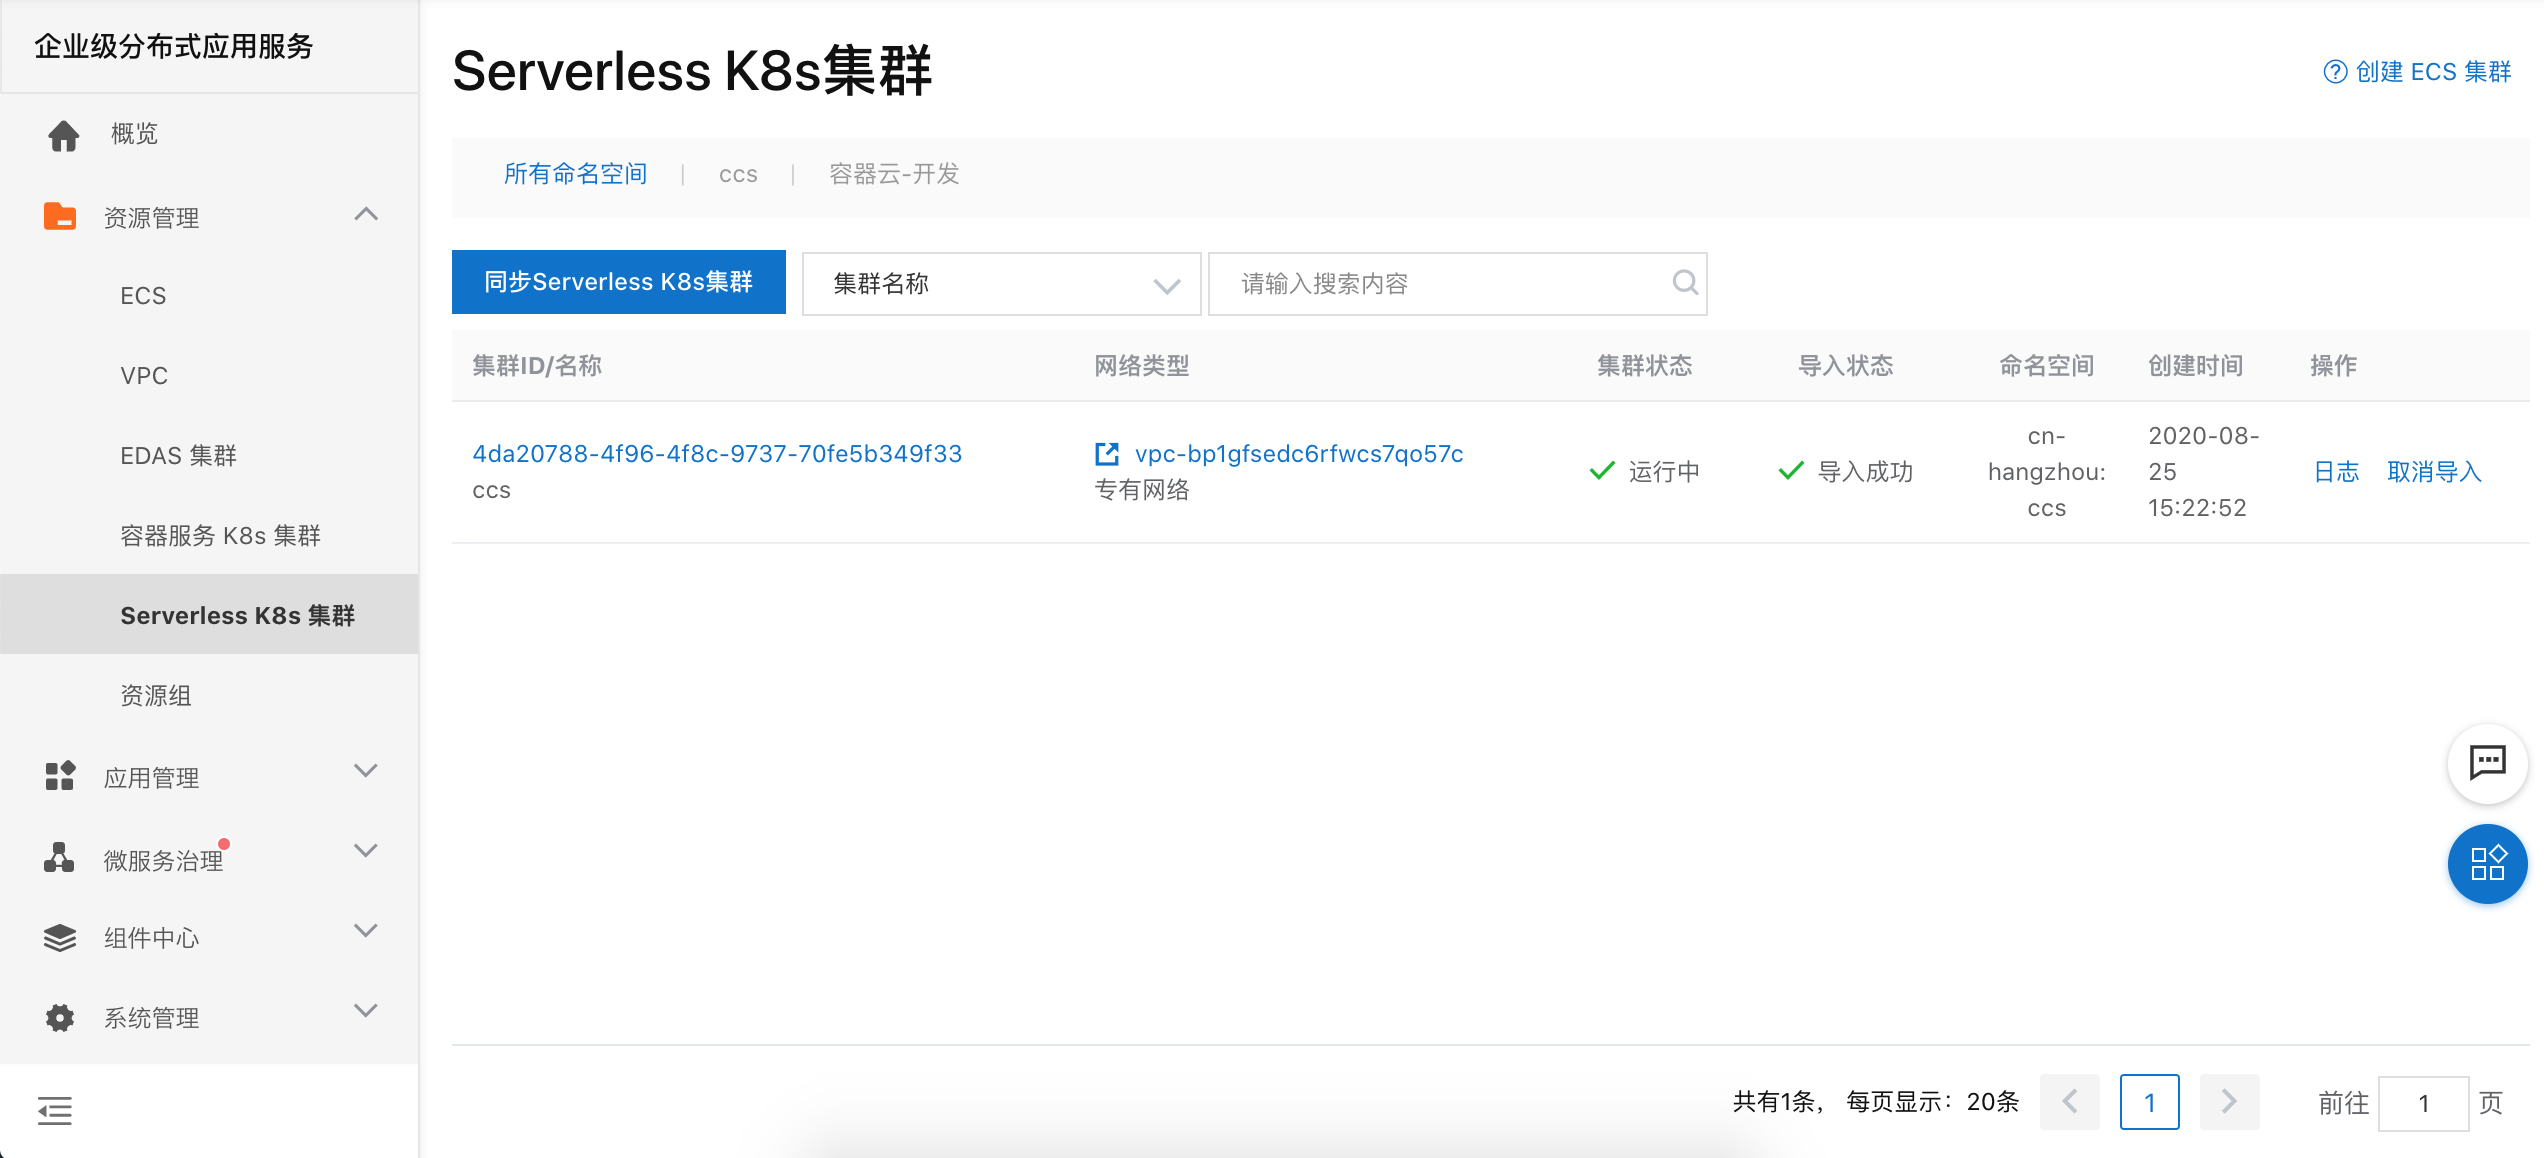 企业级分布式应用服务
概览
资源管理
ECS
VPC
EDAS 集群
容器服务 K8s 集群
Serverless K8s 集群
资源组
应用管理
微服务治理
组件中心
系统管理
Serverless K8s集群
创建 ECS 集群
所有命名空间 | ccs | 容器云-开发
同步Serverless K8s集群 集群名称 请输入搜索内容
集群ID/名称 网络类型 集群状态 导入状态 命名空间 创建时间 操作
4da20788-4f96-4f8c-9737-70fe5b349f33
ccs
vpc-bp1gfsedc6rfwcs7qo57c
专有网络
运行中
导入成功
cn-
hangzhou:
ccs
2020-08-
25
15:22:52
日志 取消导入
共有1条， 每页显示：20条 1 前往 1 页